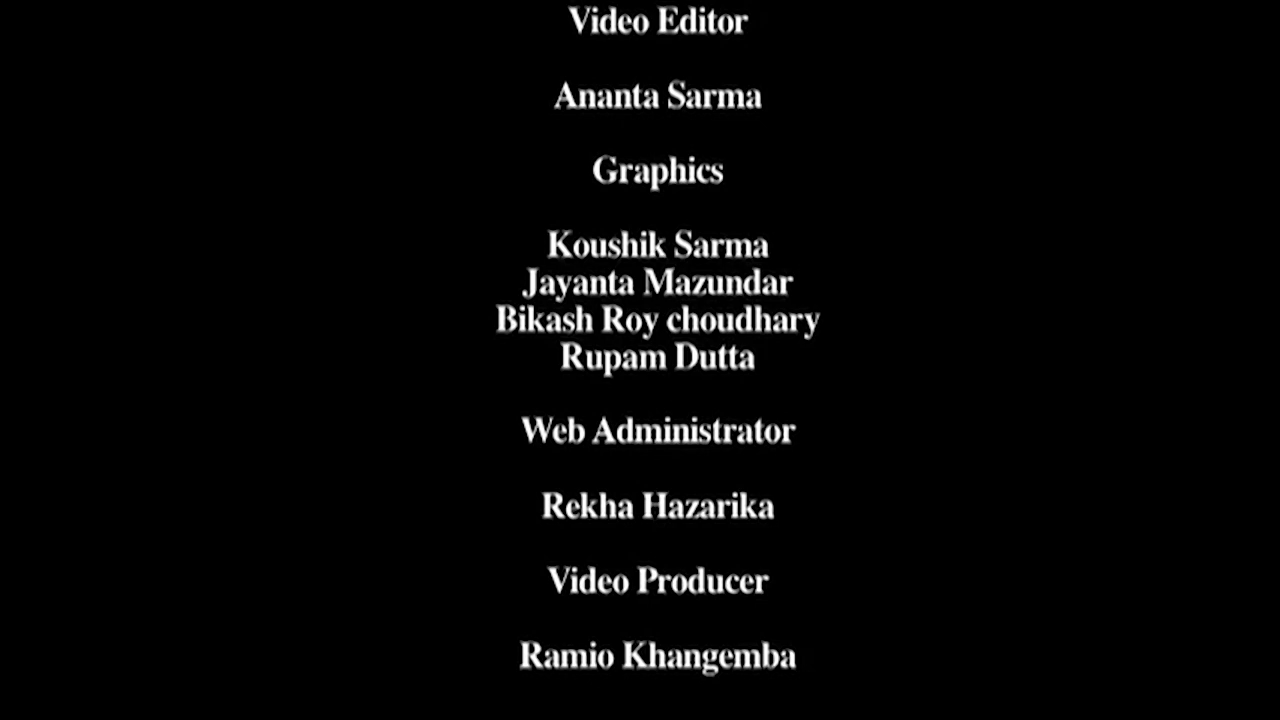 Video Editor
Ananta Sarma
Graphics
Koushik Sarma
Jayanta Mazundar
Bikash Roy choudhary
Rupam Dutta
Web Administrator
Rekha Hazarika
Video Producer
Ramio Khangemba